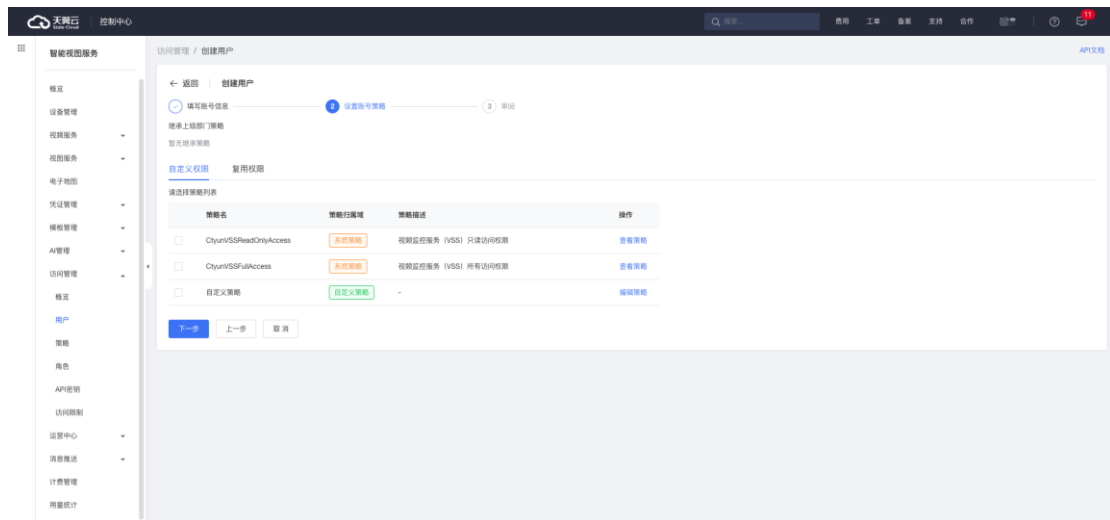 天翼云 控制中心 搜索... 费用 工单 备案 支持 合作 11
State Cloud
智能视图服务
访问管理 / 创建用户
API文档
概览
设备管理
视频服务
视图服务
电子地图
凭证管理
模板管理
AI管理
访问管理
概览
用户
策略
角色
API密钥
访问限制
运营中心
消息推送
计费管理
用量统计
← 返回 创建用户
填写账号信息 2 设置账号策略 3 审阅
继承上级部门策略
暂无继承策略
自定义权限 复用权限
请选择策略列表
策略名 策略归属域 策略描述 操作
CtyunVSSReadOnlyAccess 系统策略 视频监控服务（VSS）只读访问权限 查看策略
CtyunVSSFullAccess 系统策略 视频监控服务（VSS）所有访问权限 查看策略
自定义策略 自定义策略 - 编辑策略
下一步 上一步 取消